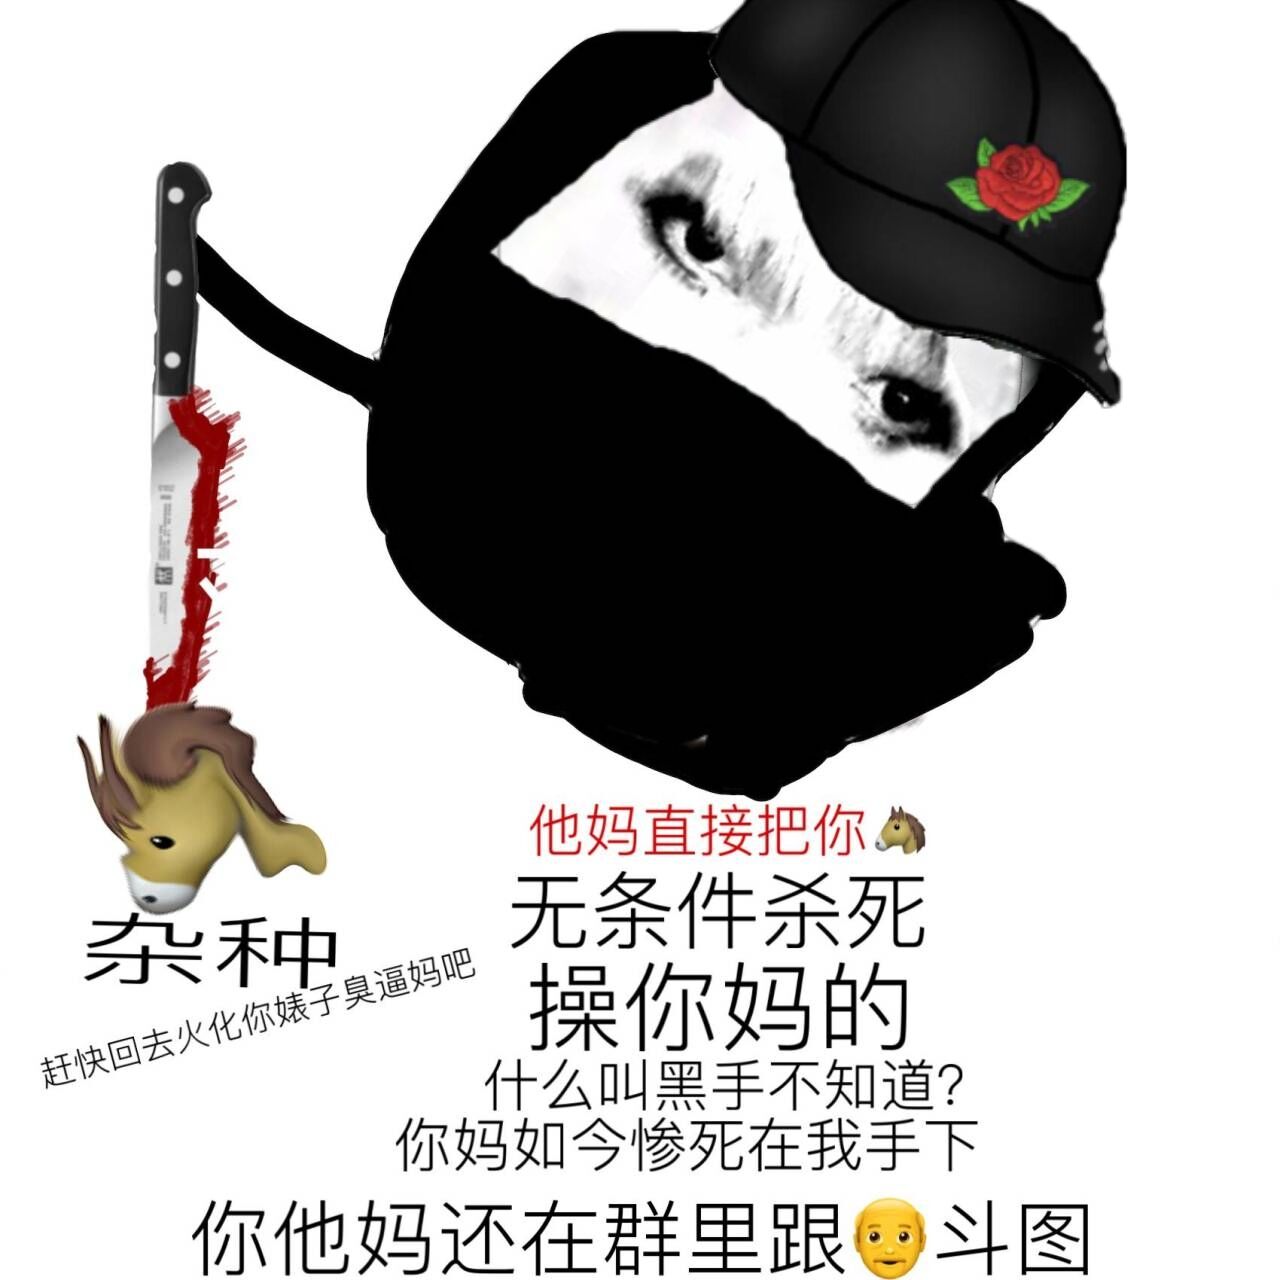 他妈直接把你🐴
无条件杀死
杂种
操你妈的
赶快回去火化你婊子臭逼妈吧
什么叫黑手不知道？
你妈如今惨死在我手下
你他妈还在群里跟👴斗图